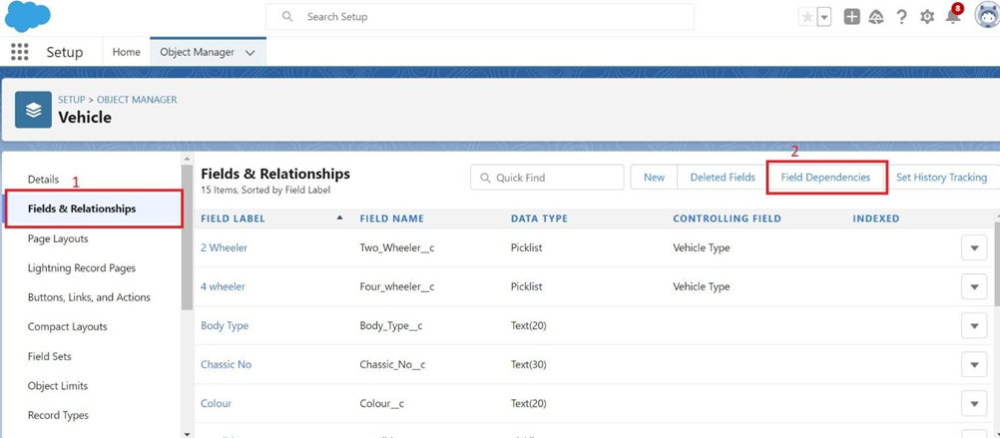 Search Setup
8
Setup Home Object Manager
SETUP > OBJECT MANAGER
Vehicle
Details
1
Fields & Relationships
Page Layouts
Lightning Record Pages
Buttons, Links, and Actions
Compact Layouts
Field Sets
Object Limits
Record Types
2
Fields & Relationships
15 Items, Sorted by Field Label
Quick Find New Deleted Fields Field Dependencies Set History Tracking
FIELD LABEL FIELD NAME DATA TYPE CONTROLLING FIELD INDEXED
2 Wheeler Two_Wheeler__c Picklist Vehicle Type
4 wheeler Four_wheeler__c Picklist Vehicle Type
Body Type Body_Type__c Text(20)
Chassic No Chassic_No__c Text(30)
Colour Colour__c Text(20)